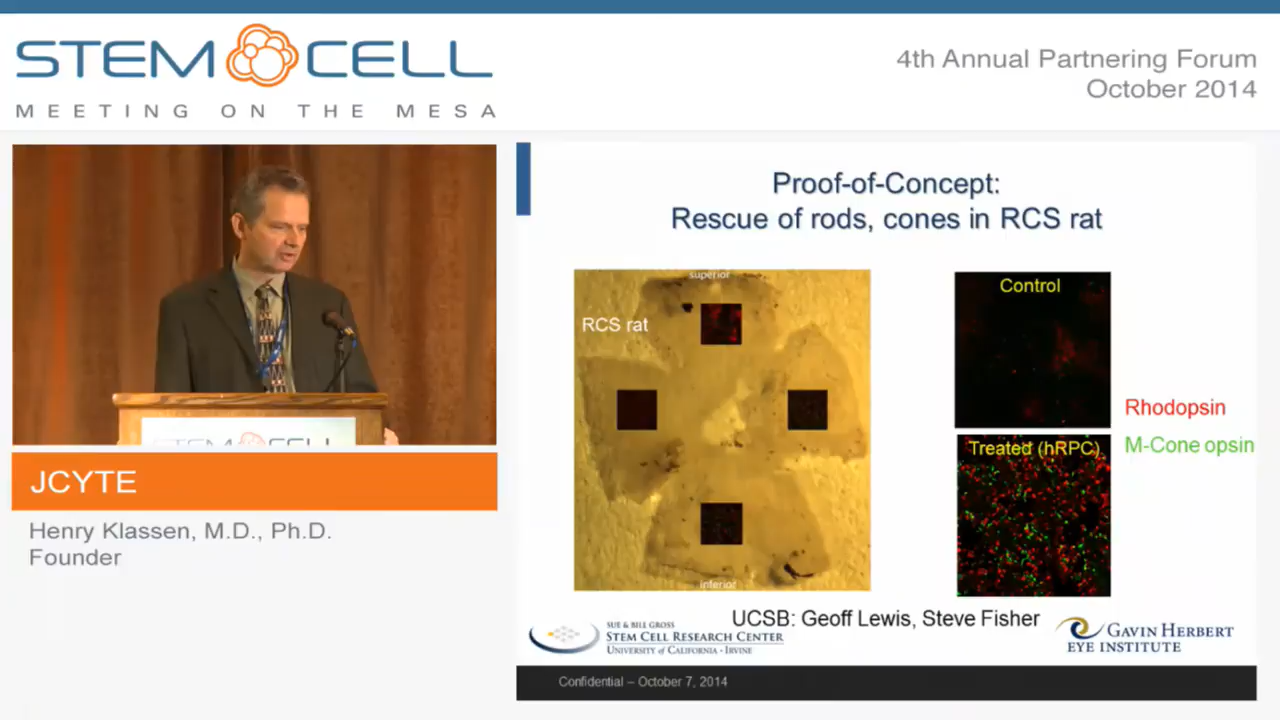 STEM CELL
MEETING ON THE MESA
4th Annual Partnering Forum
October 2014
STEM CELL
JCYTE
Henry Klassen, M.D., Ph.D.
Founder
Proof-of-Concept:
Rescue of rods, cones in RCS rat
superior
RCS rat
inferior
Control
Treated (hRPC)
Rhodopsin
M-Cone opsin
UCSB: Geoff Lewis, Steve Fisher
SUE & BILL GROSS
STEM CELL RESEARCH CENTER
UNIVERSITY OF CALIFORNIA · IRVINE
GAVIN HERBERT
EYE INSTITUTE
Confidential – October 7, 2014